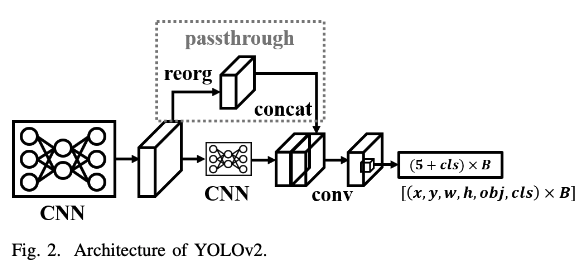 passthrough
reorg
concat
CNN
CNN
conv
(5 + cls) × B
[(x, y, w, h, obj, cls) × B]
Fig. 2. Architecture of YOLOv2.